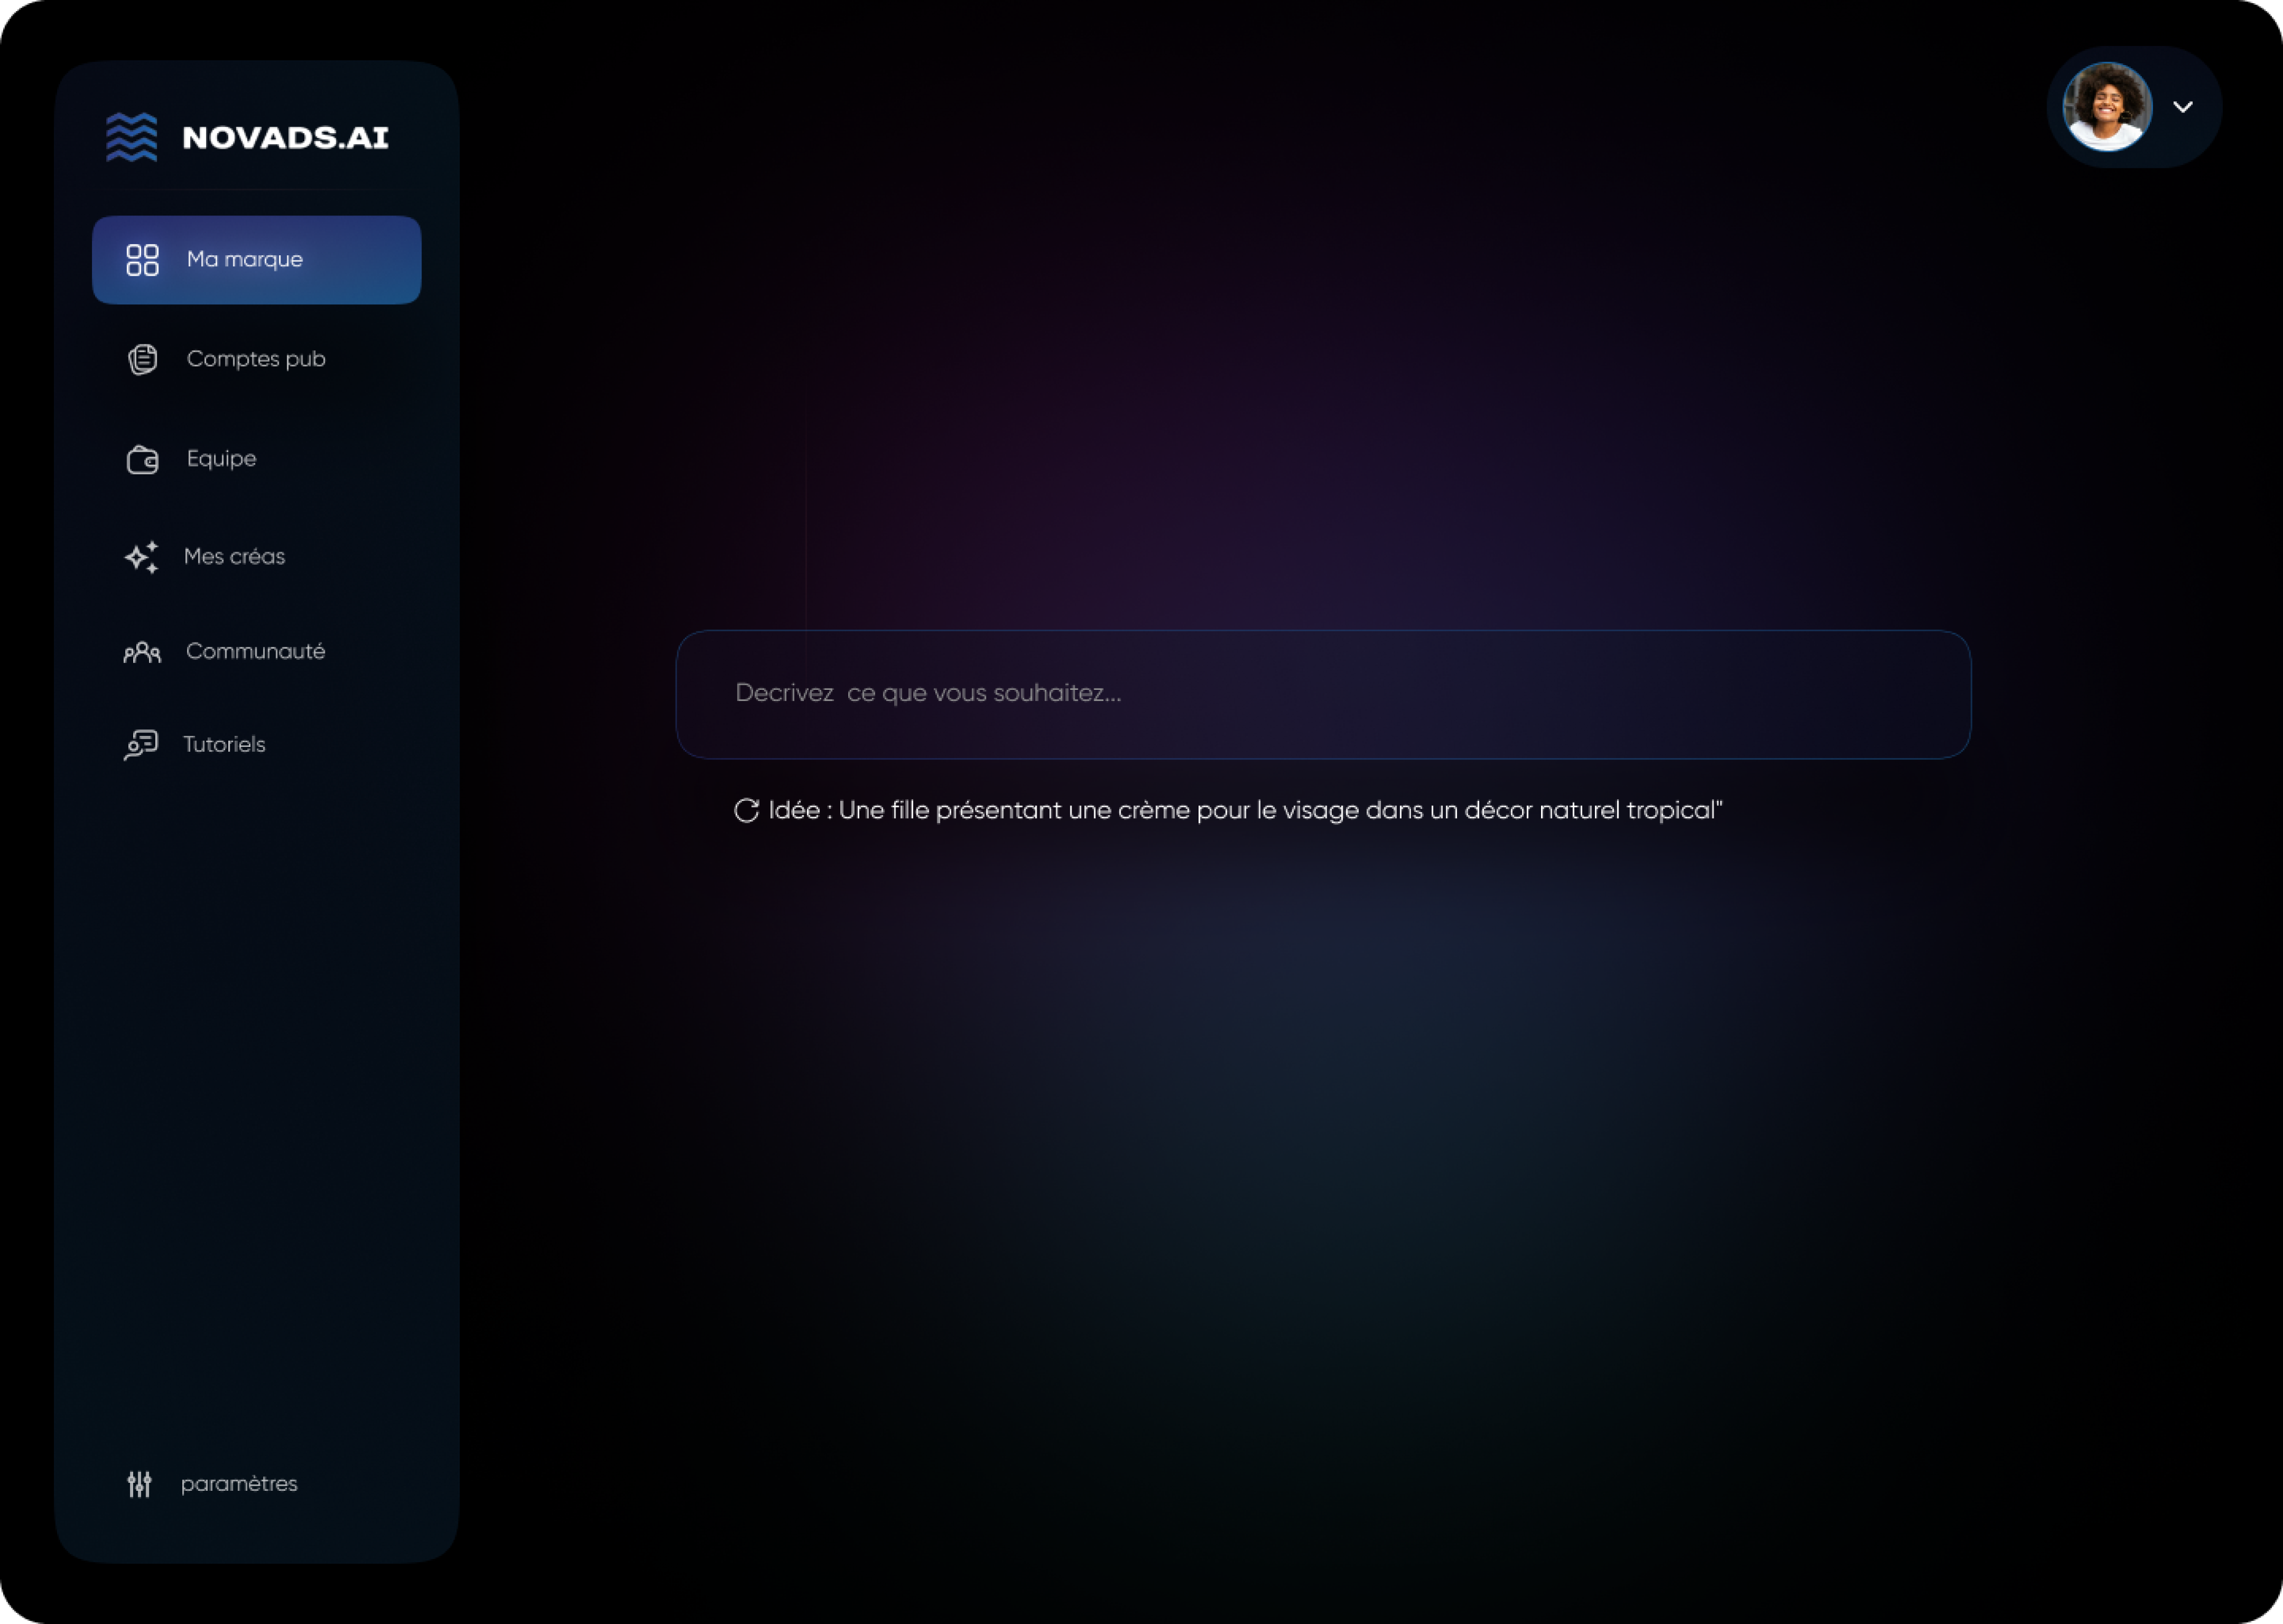 NOVADS.AI
Ma marque
Comptes pub
Equipe
Mes créas
Communauté
Tutoriels
paramètres
Decrivez  ce que vous souhaitez...
Idée : Une fille présentant une crème pour le visage dans un décor naturel tropical"